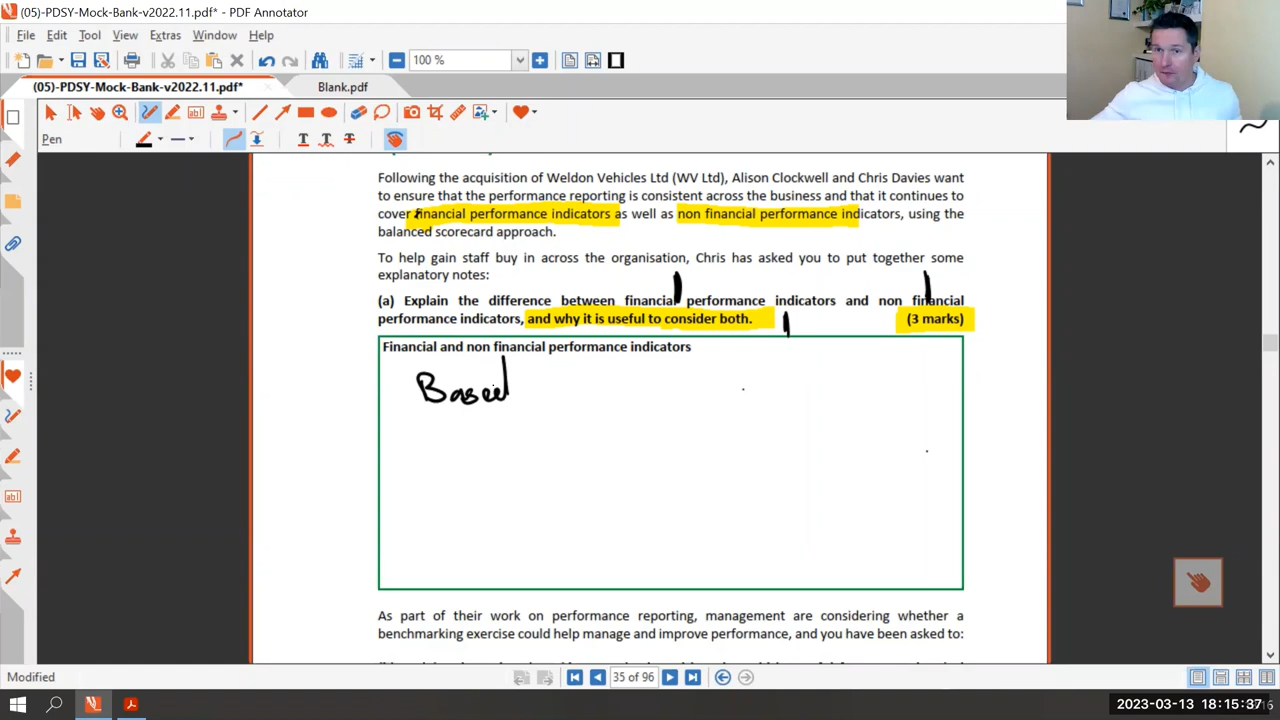 (05)-PDSY-Mock-Bank-v2022.11.pdf* - PDF Annotator
File Edit Tool View Extras Window Help
100 %
(05)-PDSY-Mock-Bank-v2022.11.pdf* Blank.pdf
Pen
Following the acquisition of Weldon Vehicles Ltd (WV Ltd), Alison Clockwell and Chris Davies want
to ensure that the performance reporting is consistent across the business and that it continues to
cover financial performance indicators as well as non financial performance indicators, using the
balanced scorecard approach.
To help gain staff buy in across the organisation, Chris has asked you to put together some
explanatory notes:
(a) Explain the difference between financial performance indicators and non financial
performance indicators, and why it is useful to consider both. (3 marks)
Financial and non financial performance indicators
Based
As part of their work on performance reporting, management are considering whether a
benchmarking exercise could help manage and improve performance, and you have been asked to:
Modified
35 of 96
2023-03-13 18:15:37